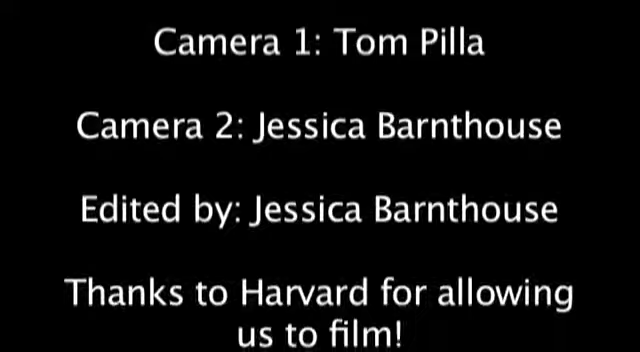 Camera 1: Tom Pilla
Camera 2: Jessica Barnthouse
Edited by: Jessica Barnthouse
Thanks to Harvard for allowing
us to film!